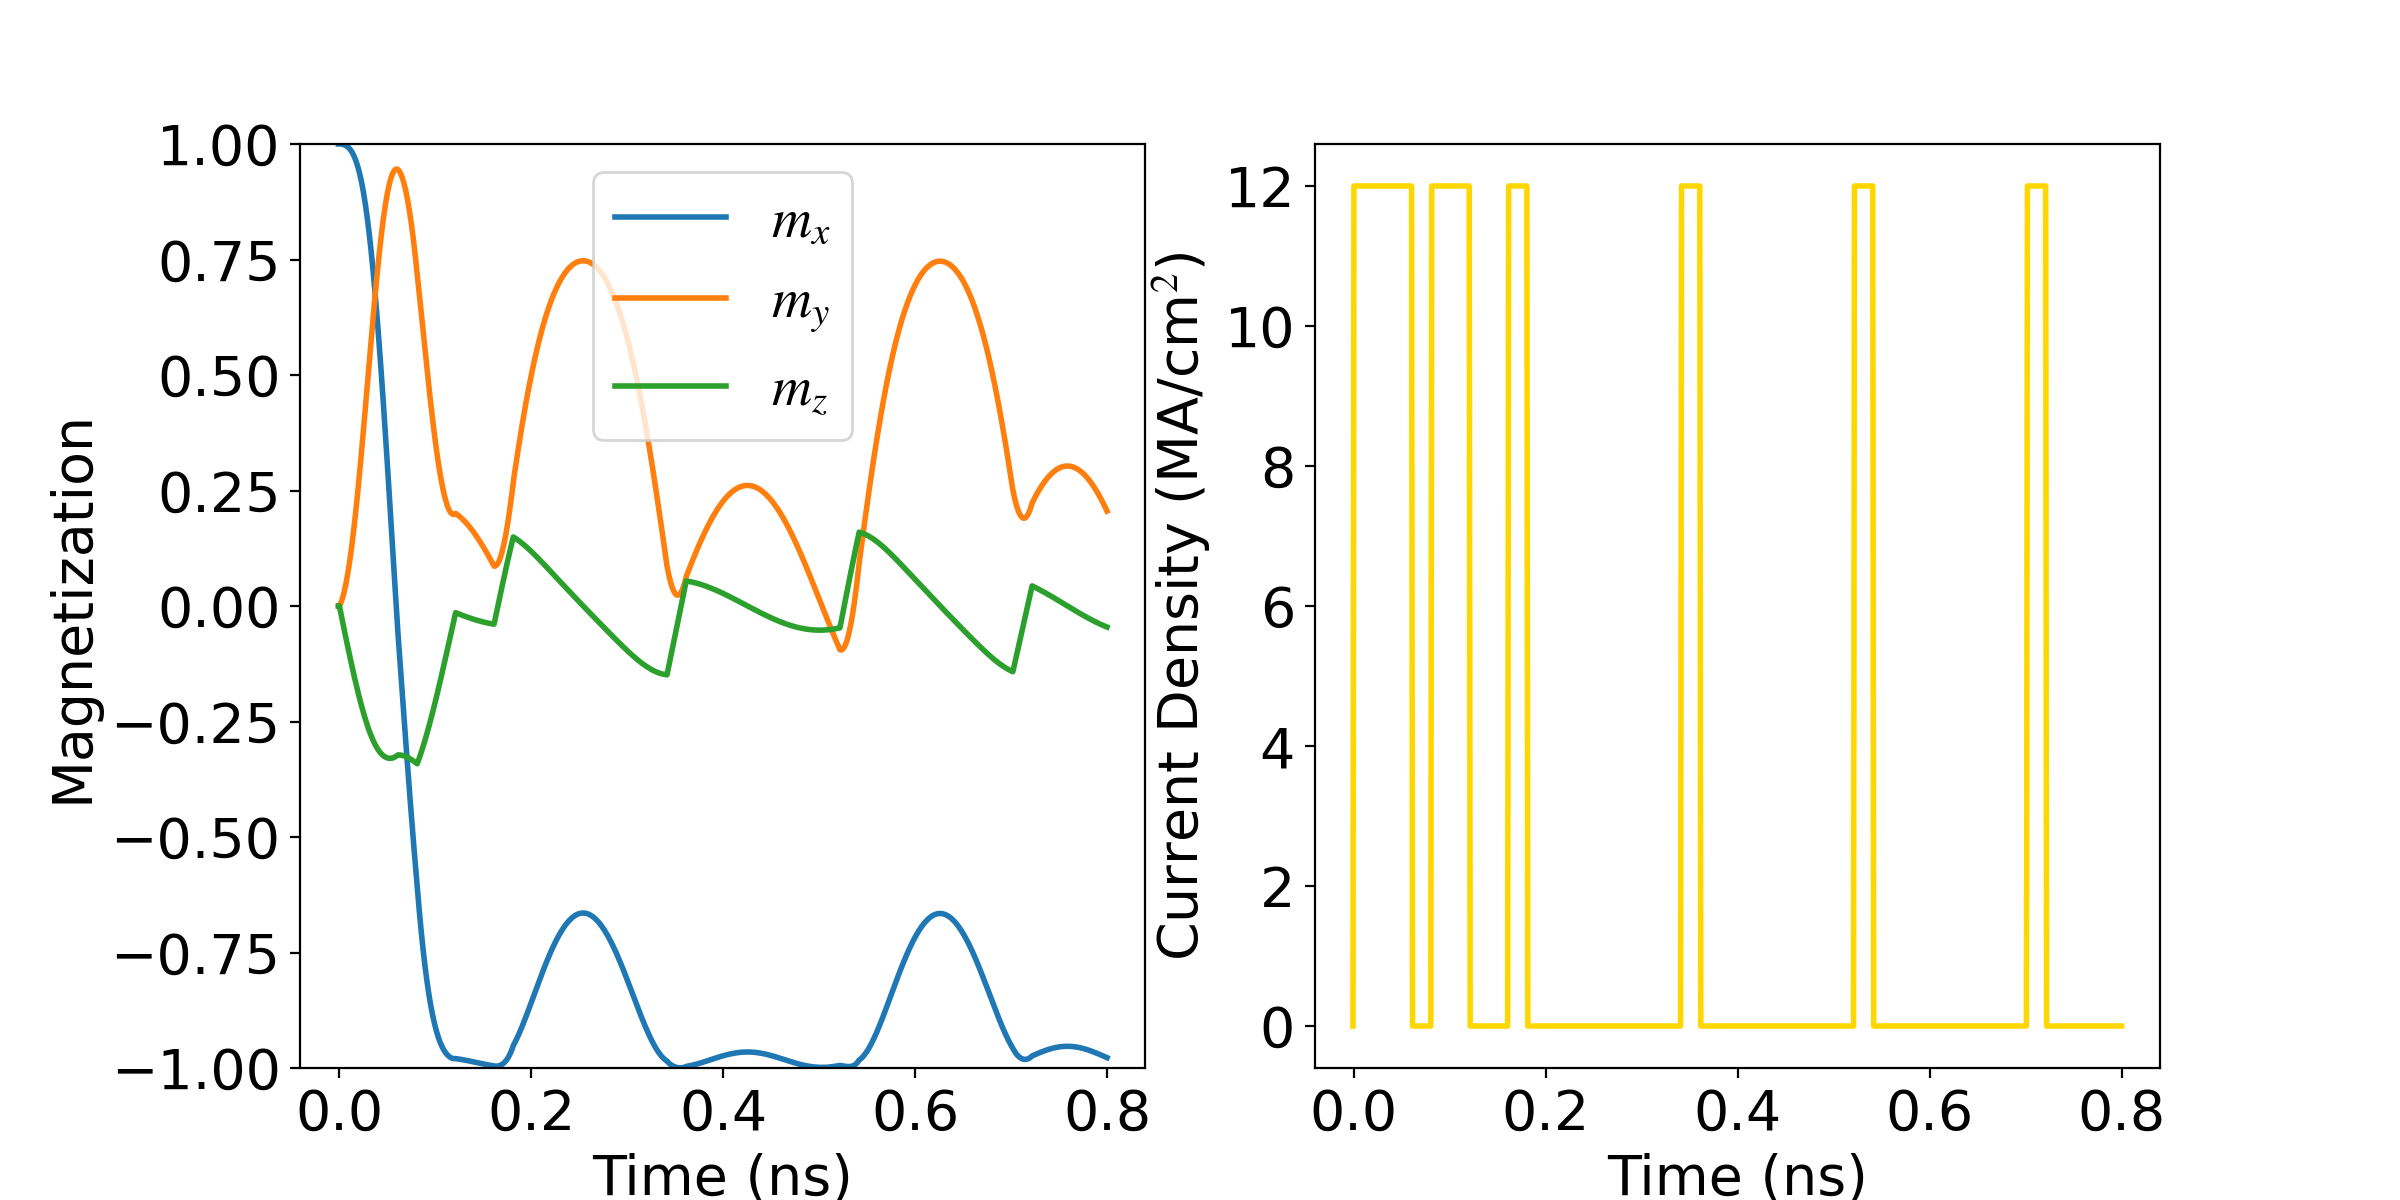 1.00
0.75
0.50
0.25
0.00
−0.25
−0.50
−0.75
−1.00
Magnetization
0.0 0.2 0.4 0.6 0.8
Time (ns)
m_x
m_y
m_z
12
10
8
6
4
2
0
Current Density (MA/cm²)
0.0 0.2 0.4 0.6 0.8
Time (ns)